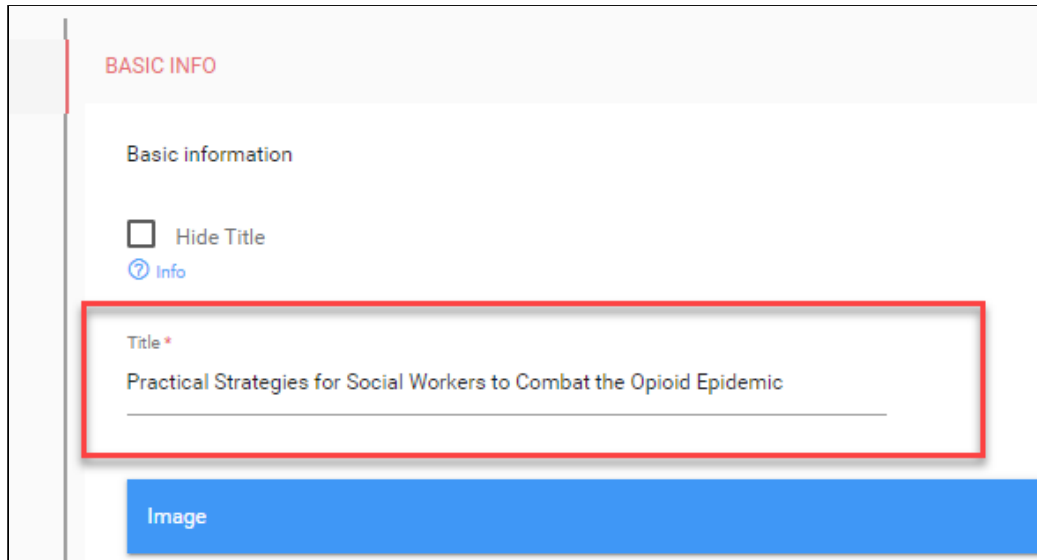 BASIC INFO
Basic information
Hide Title
Info
Title *
Practical Strategies for Social Workers to Combat the Opioid Epidemic
Image